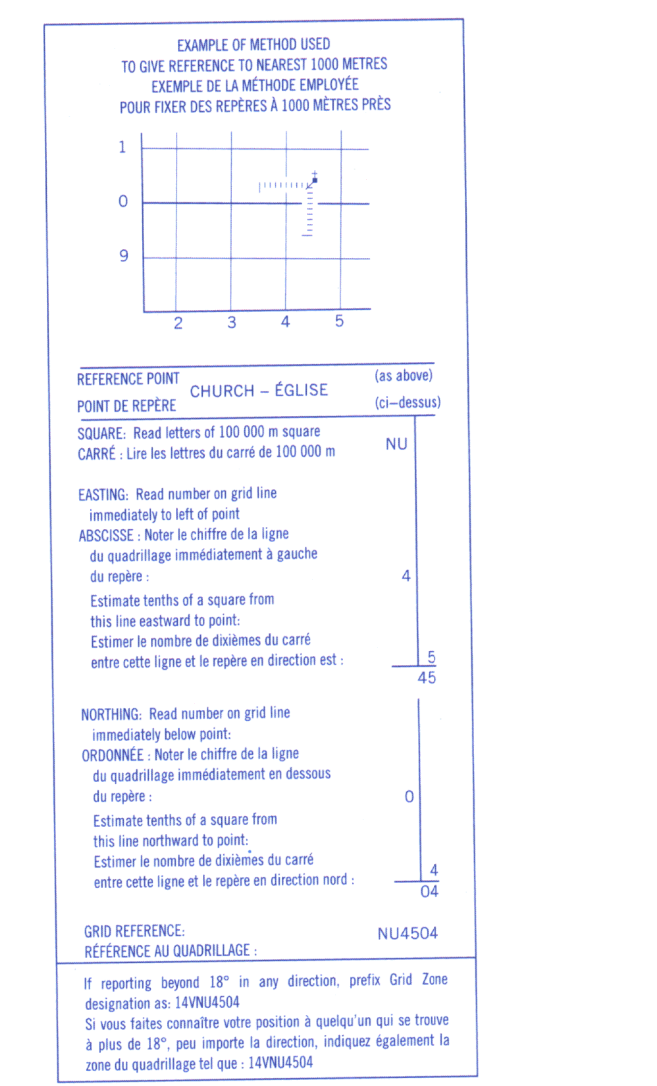 EXAMPLE OF METHOD USED
TO GIVE REFERENCE TO NEAREST 1000 METRES
EXEMPLE DE LA MÉTHODE EMPLOYÉE
POUR FIXER DES REPÈRES À 1000 MÈTRES PRÈS
1
0
9
2 3 4 5
REFERENCE POINT
POINT DE REPÈRE
CHURCH – ÉGLISE
(as above)
(ci–dessus)
SQUARE: Read letters of 100 000 m square
CARRÉ : Lire les lettres du carré de 100 000 m
NU
EASTING: Read number on grid line
immediately to left of point
ABSCISSE : Noter le chiffre de la ligne
du quadrillage immédiatement à gauche
du repère :
4
Estimate tenths of a square from
this line eastward to point:
Estimer le nombre de dixièmes du carré
entre cette ligne et le repère en direction est :
5
45
NORTHING: Read number on grid line
immediately below point:
ORDONNÉE : Noter le chiffre de la ligne
du quadrillage immédiatement en dessous
du repère :
0
Estimate tenths of a square from
this line northward to point:
Estimer le nombre de dixièmes du carré
entre cette ligne et le repère en direction nord :
4
04
GRID REFERENCE:
RÉFÉRENCE AU QUADRILLAGE :
NU4504
If reporting beyond 18° in any direction, prefix Grid Zone
designation as: 14VNU4504
Si vous faites connaître votre position à quelqu'un qui se trouve
à plus de 18°, peu importe la direction, indiquez également la
zone du quadrillage tel que : 14VNU4504